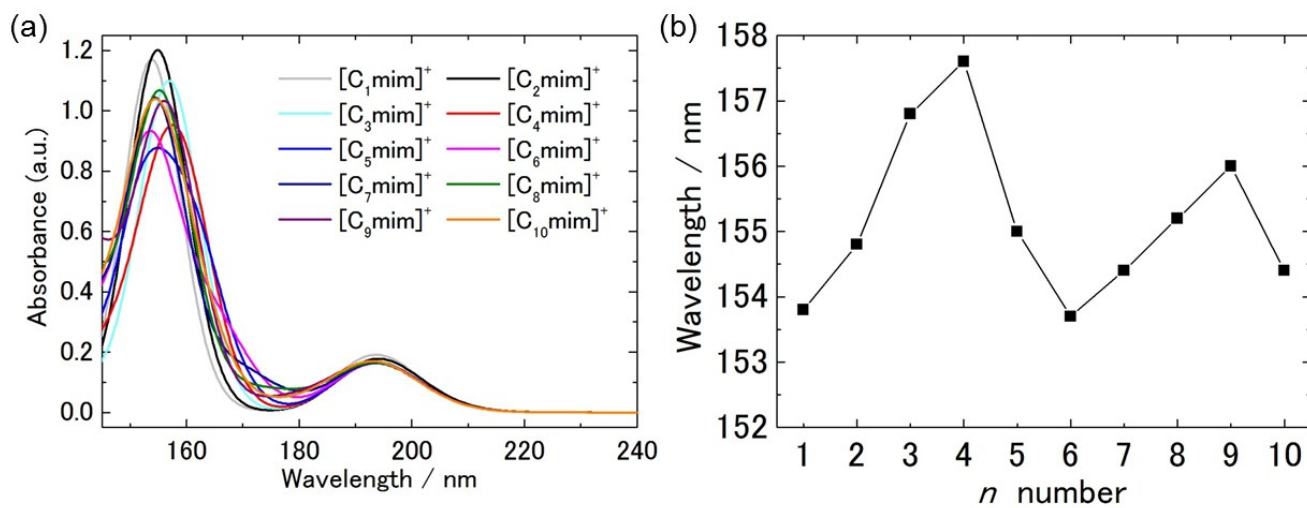 (a)
Absorbance (a.u.)
1.2
1.0
0.8
0.6
0.4
0.2
0.0
[C₁mim]⁺ [C₂mim]⁺
[C₃mim]⁺ [C₄mim]⁺
[C₅mim]⁺ [C₆mim]⁺
[C₇mim]⁺ [C₈mim]⁺
[C₉mim]⁺ [C₁₀mim]⁺
160 180 200 220 240
Wavelength / nm
(b)
Wavelength / nm
158
157
156
155
154
153
152
1 2 3 4 5 6 7 8 9 10
n number